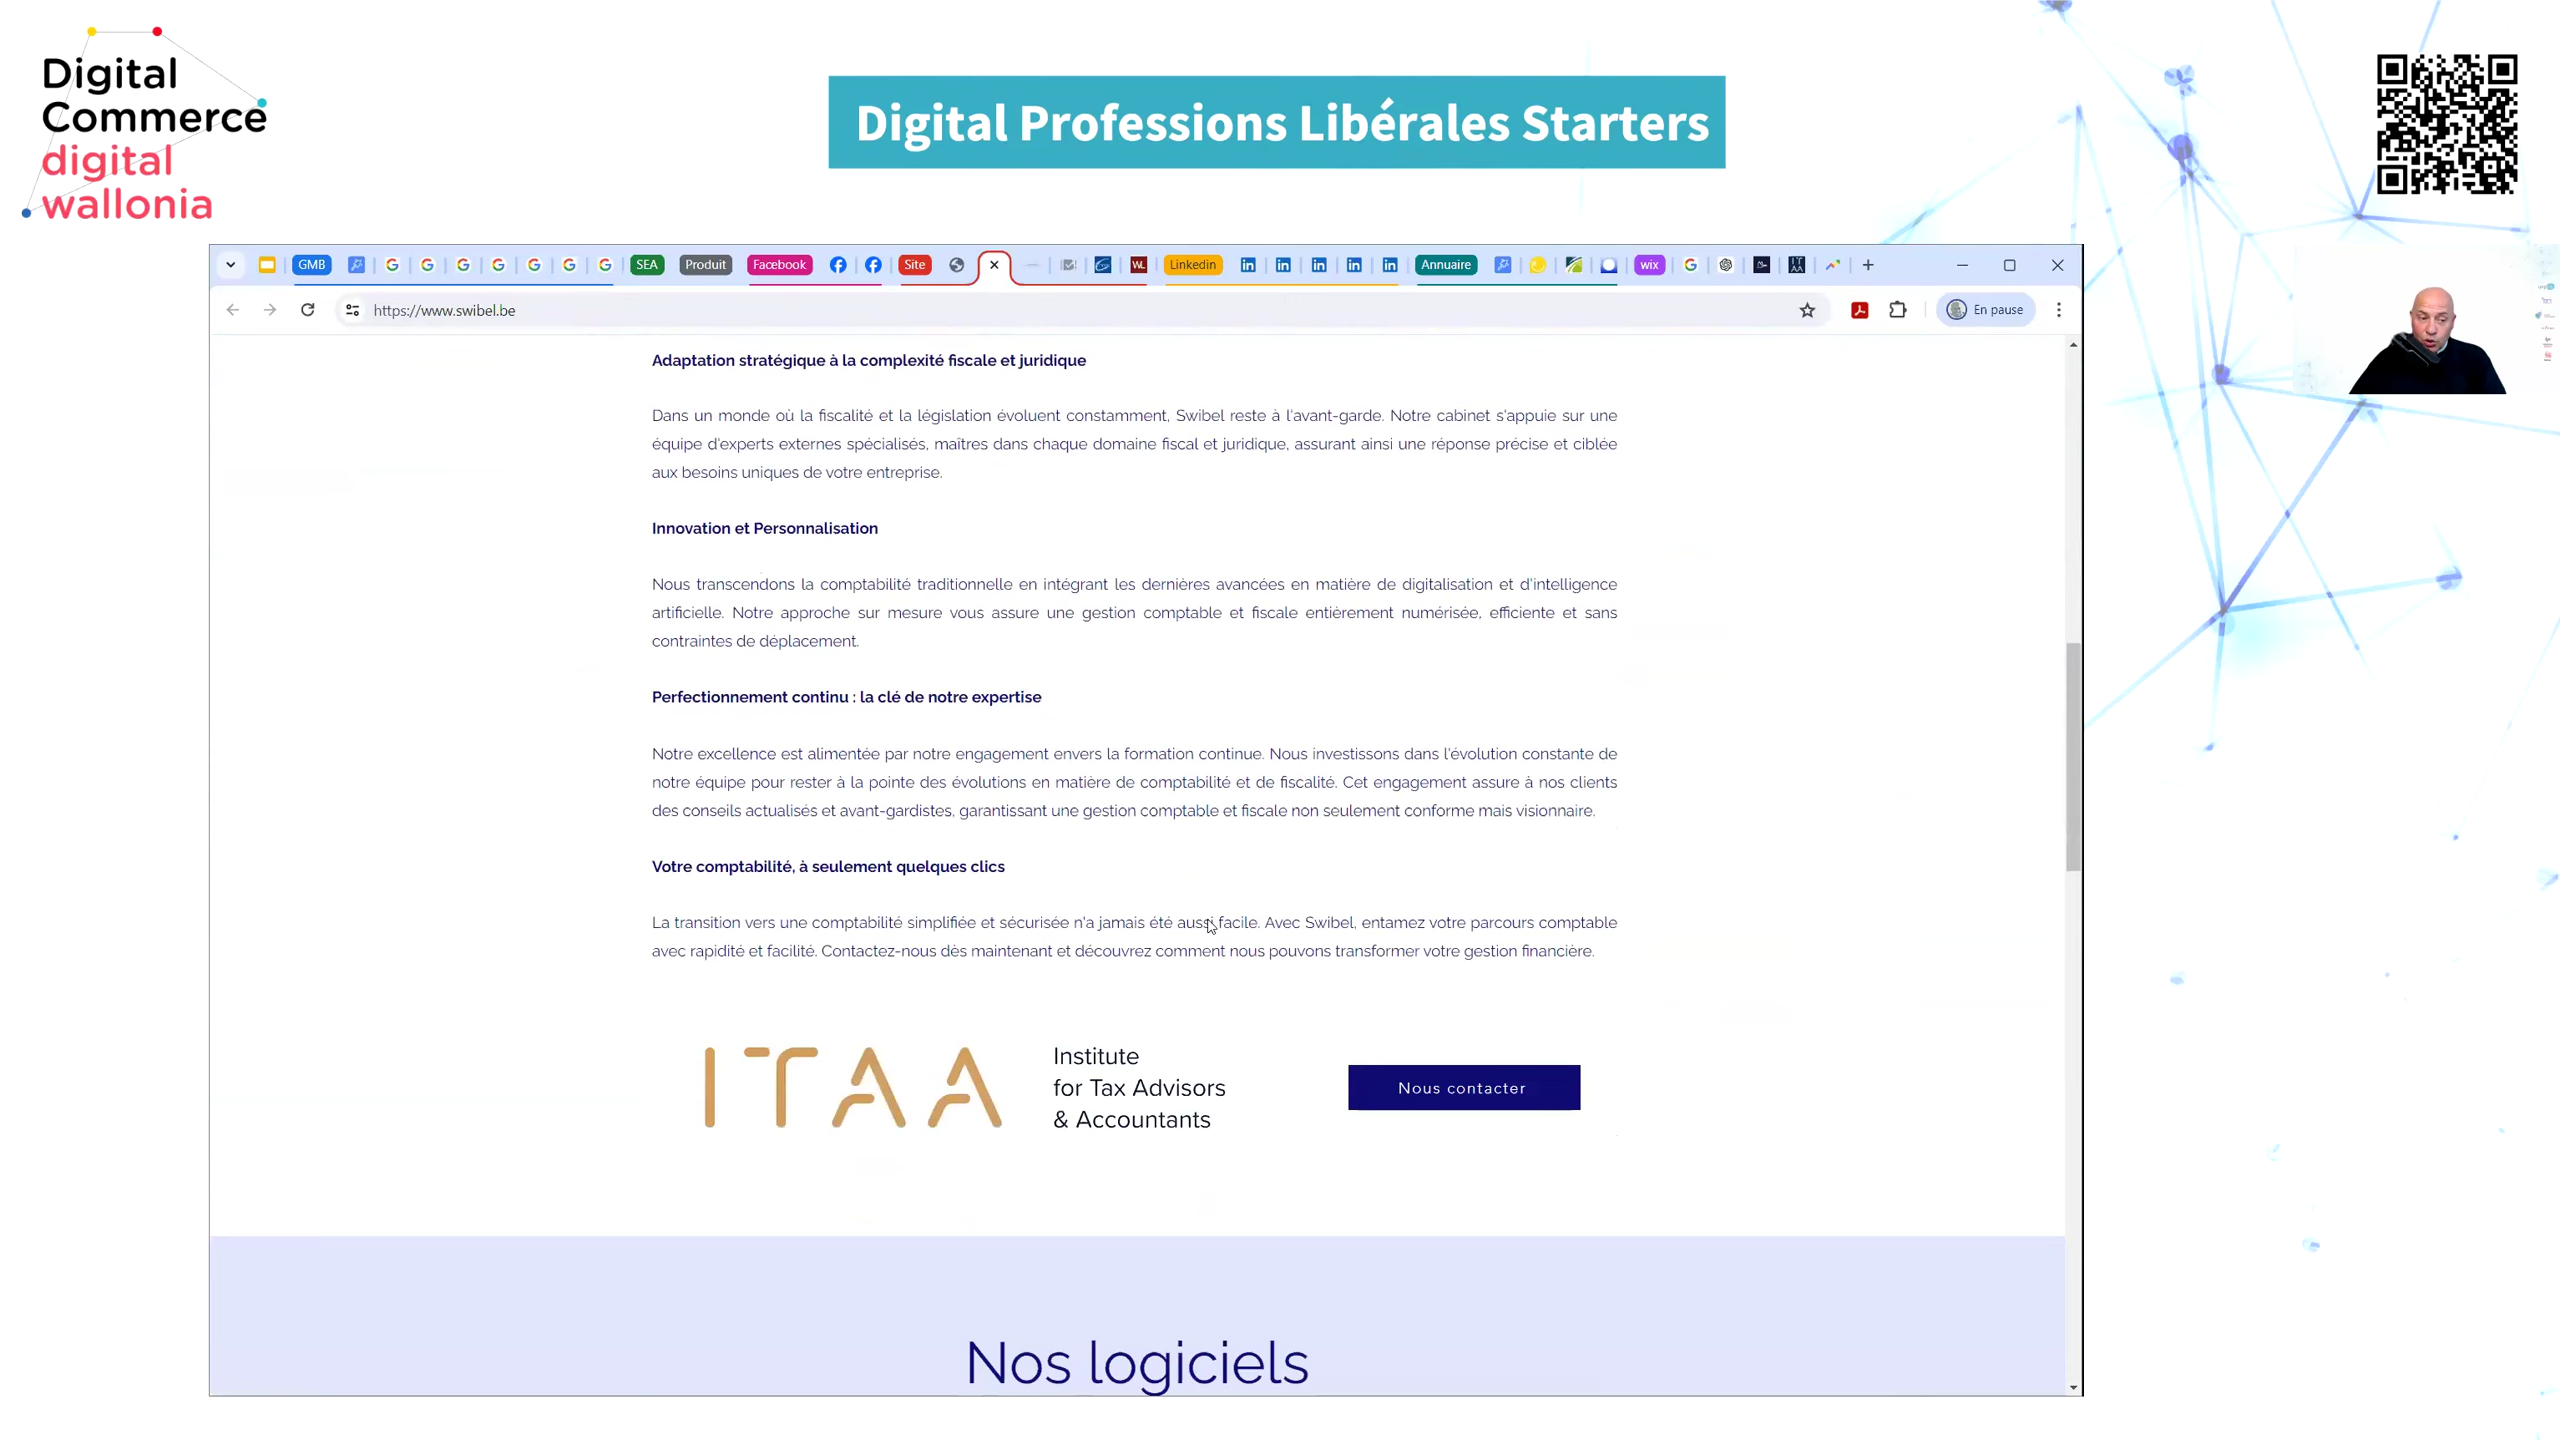 Digital
Commerce
digital
wallonia
Digital Professions Libérales Starters
GMB
SEA
Produit
Facebook
Site
WL
Linkedin
Annuaire
wix
https://www.swibel.be
En pause
Adaptation stratégique à la complexité fiscale et juridique
Dans un monde où la fiscalité et la législation évoluent constamment, Swibel reste à l'avant-garde. Notre cabinet s'appuie sur une
équipe d'experts externes spécialisés, maîtres dans chaque domaine fiscal et juridique, assurant ainsi une réponse précise et ciblée
aux besoins uniques de votre entreprise.
Innovation et Personnalisation
Nous transcendons la comptabilité traditionnelle en intégrant les dernières avancées en matière de digitalisation et d'intelligence
artificielle. Notre approche sur mesure vous assure une gestion comptable et fiscale entièrement numérisée, efficiente et sans
contraintes de déplacement.
Perfectionnement continu : la clé de notre expertise
Notre excellence est alimentée par notre engagement envers la formation continue. Nous investissons dans l'évolution constante de
notre équipe pour rester à la pointe des évolutions en matière de comptabilité et de fiscalité. Cet engagement assure à nos clients
des conseils actualisés et avant-gardistes, garantissant une gestion comptable et fiscale non seulement conforme mais visionnaire.
Votre comptabilité, à seulement quelques clics
La transition vers une comptabilité simplifiée et sécurisée n'a jamais été aussi facile. Avec Swibel, entamez votre parcours comptable
avec rapidité et facilité. Contactez-nous dès maintenant et découvrez comment nous pouvons transformer votre gestion financière.
ITAA
Institute
for Tax Advisors
& Accountants
Nous contacter
Nos logiciels